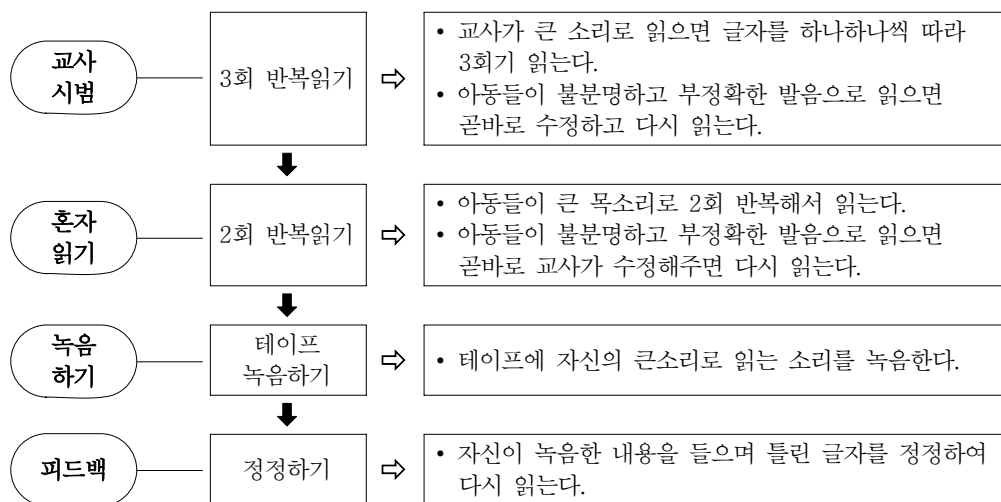 교사
시범
3회 반복읽기
• 교사가 큰 소리로 읽으면 글자를 하나하나씩 따라
3회기 읽는다.
• 아동들이 불분명하고 부정확한 발음으로 읽으면
곧바로 수정하고 다시 읽는다.
혼자
읽기
2회 반복읽기
• 아동들이 큰 목소리로 2회 반복해서 읽는다.
• 아동들이 불분명하고 부정확한 발음으로 읽으면
곧바로 교사가 수정해주면 다시 읽는다.
녹음
하기
테이프
녹음하기
• 테이프에 자신의 큰소리로 읽는 소리를 녹음한다.
피드백
정정하기
• 자신이 녹음한 내용을 들으며 틀린 글자를 정정하여
다시 읽는다.